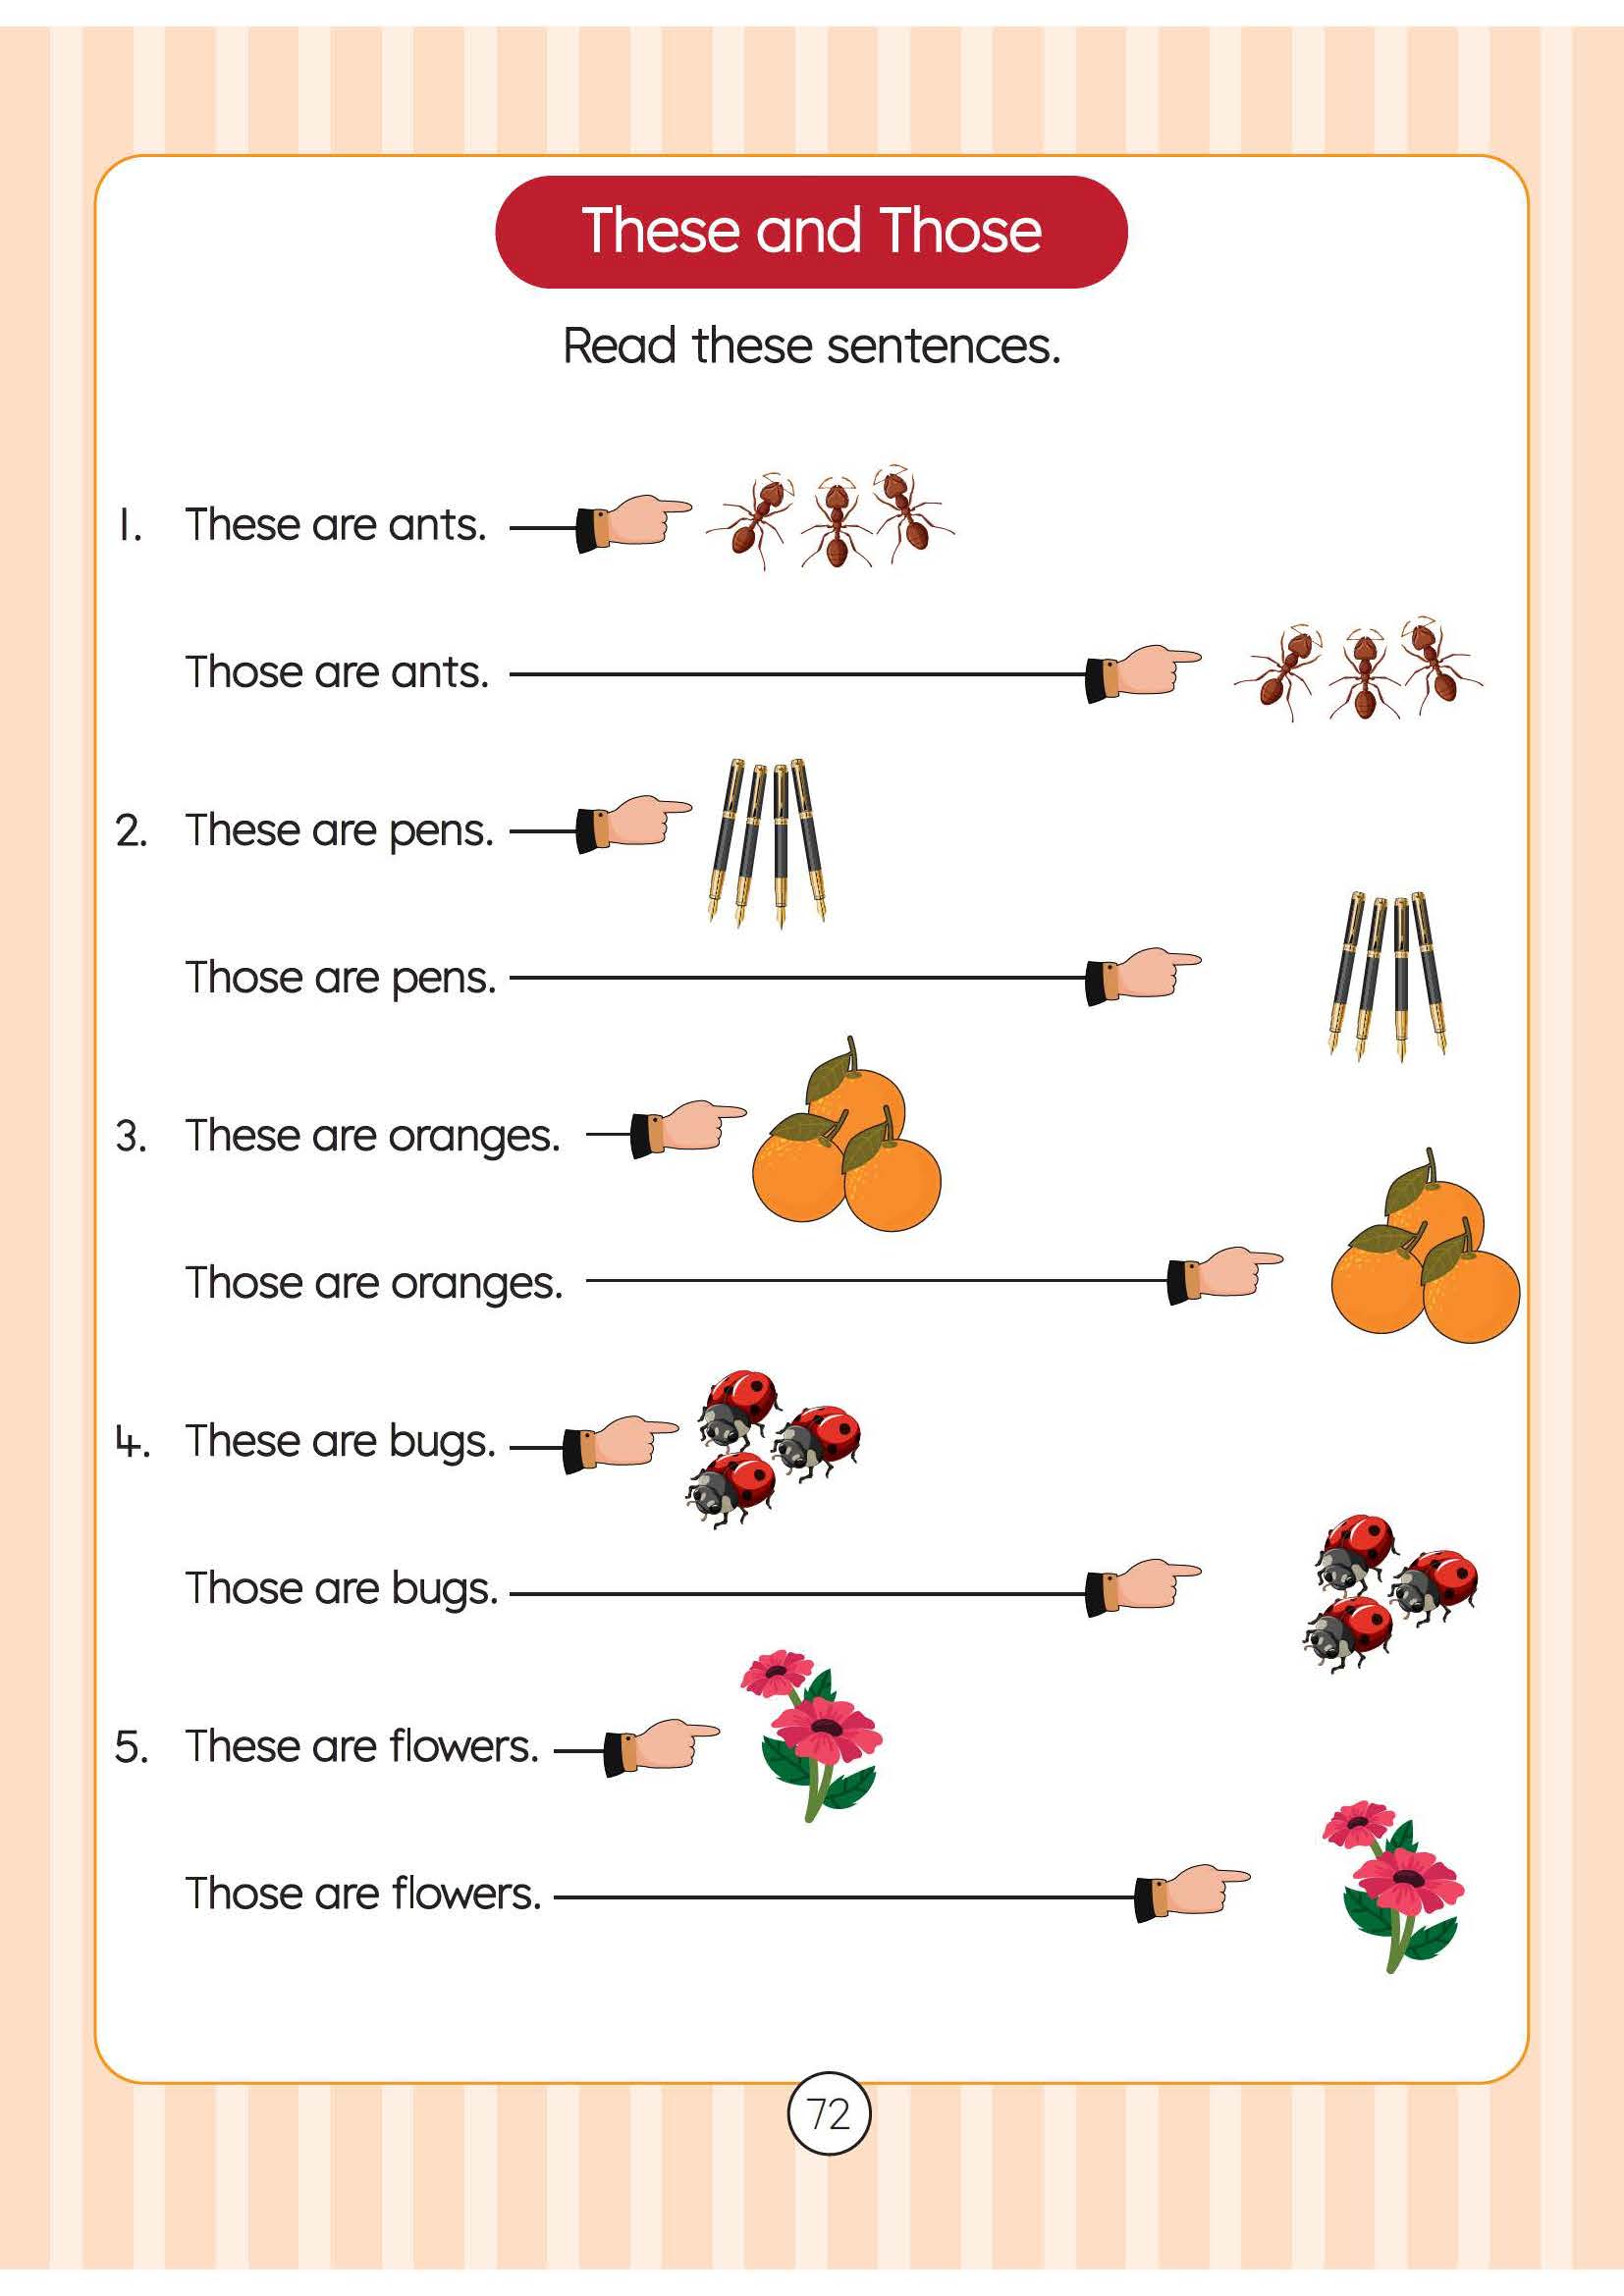 These and Those
Read these sentences.
1. These are ants.
Those are ants.
2. These are pens.
Those are pens.
3. These are oranges.
Those are oranges.
4. These are bugs.
Those are bugs.
5. These are flowers.
Those are flowers.
72